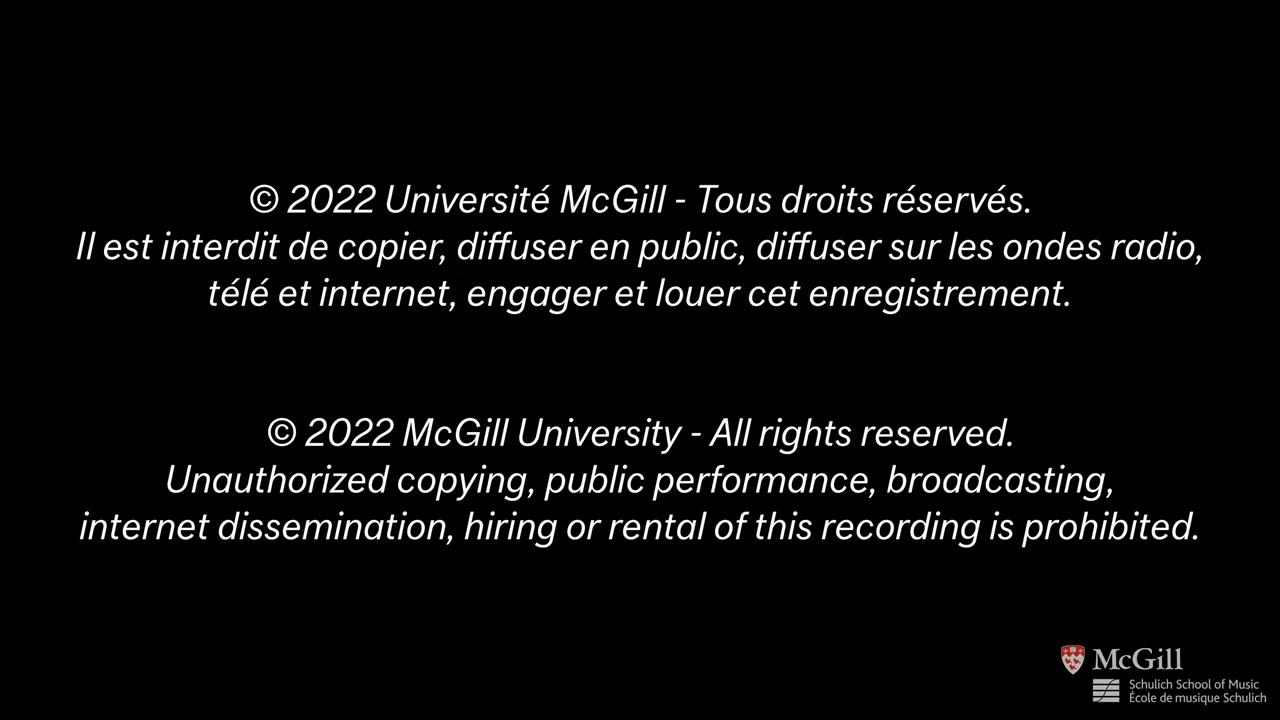 © 2022 Université McGill - Tous droits réservés.
Il est interdit de copier, diffuser en public, diffuser sur les ondes radio,
télé et internet, engager et louer cet enregistrement.
© 2022 McGill University - All rights reserved.
Unauthorized copying, public performance, broadcasting,
internet dissemination, hiring or rental of this recording is prohibited.
McGill
Schulich School of Music
École de musique Schulich